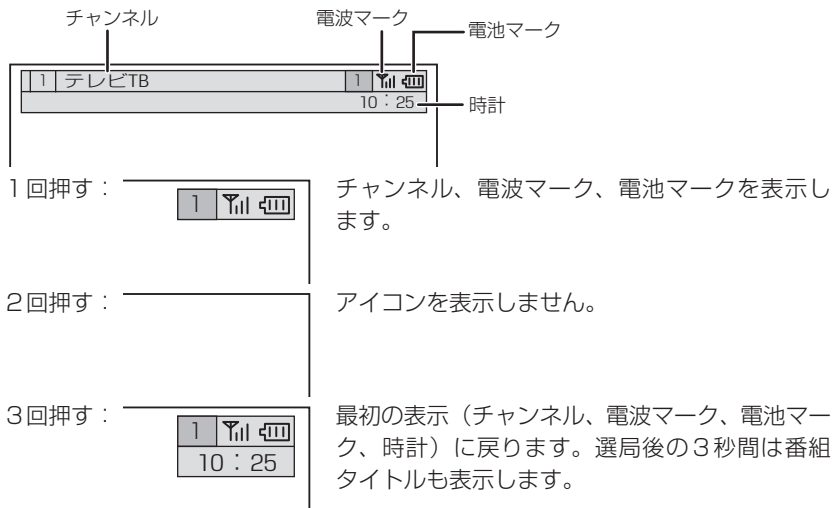 チャンネル
電波マーク
電池マーク
1 テレビTB 1
10：25
時計
1回押す：
1
チャンネル、電波マーク、電池マークを表示し
ます。
2回押す：
アイコンを表示しません。
3回押す：
1
10：25
最初の表示（チャンネル、電波マーク、電池マー
ク、時計）に戻ります。選局後の3秒間は番組
タイトルも表示します。